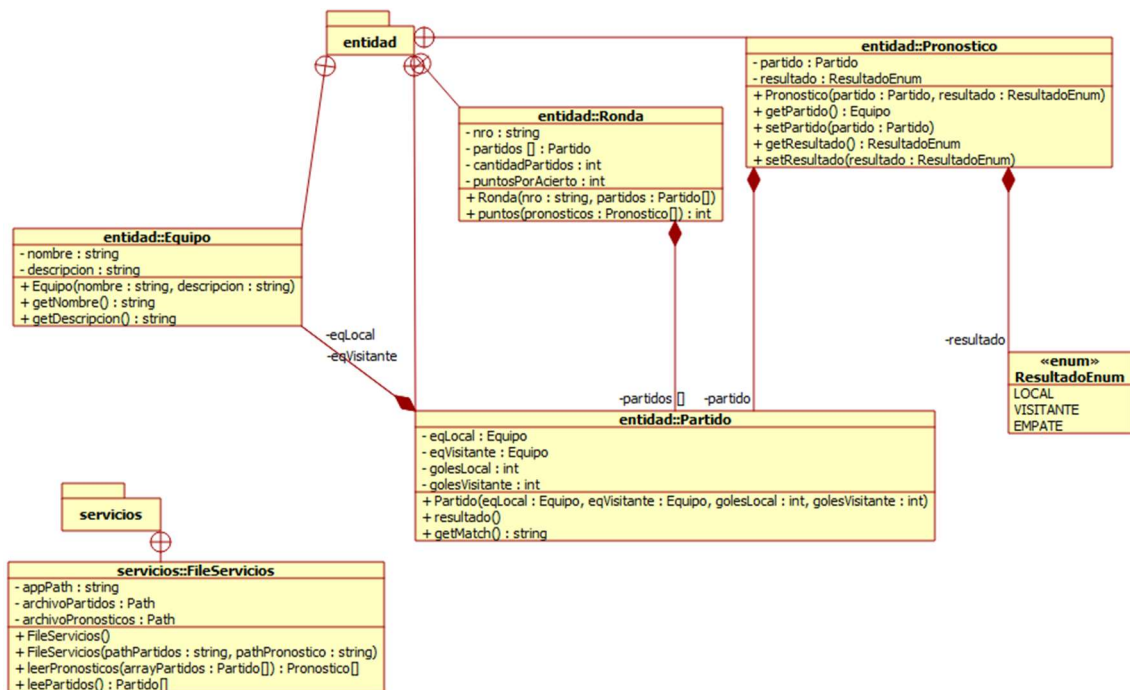 entidad
entidad::Pronostico
- partido : Partido
- resultado : ResultadoEnum
+ Pronostico(partido : Partido, resultado : ResultadoEnum)
+ getPartido() : Equipo
+ setPartido(partido : Partido)
+ getResultado() : ResultadoEnum
+ setResultado(resultado : ResultadoEnum)
entidad::Ronda
- nro : string
- partidos [] : Partido
- cantidadPartidos : int
- puntosPorAcierto : int
+ Ronda(nro : string, partidos : Partido[])
+ puntos(pronosticos : Pronostico[]) : int
entidad::Equipo
- nombre : string
- descripcion : string
+ Equipo(nombre : string, descripcion : string)
+ getNombre() : string
+ getDescripcion() : string
-eqLocal
-eqVisitante
-resultado
«enum»
ResultadoEnum
LOCAL
VISITANTE
EMPATE
-partidos []
-partido
entidad::Partido
- eqLocal : Equipo
- eqVisitante : Equipo
- golesLocal : int
- golesVisitante : int
+ Partido(eqLocal : Equipo, eqVisitante : Equipo, golesLocal : int, golesVisitante : int)
+ resultado()
+ getMatch() : string
servicios
servicios::FileServicios
- appPath : string
- archivoPartidos : Path
- archivoPronosticos : Path
+ FileServicios()
+ FileServicios(pathPartidos : string, pathPronostico : string)
+ leerPronosticos(arrayPartidos : Partido[]) : Pronostico[]
+ leePartidos() : Partido[]